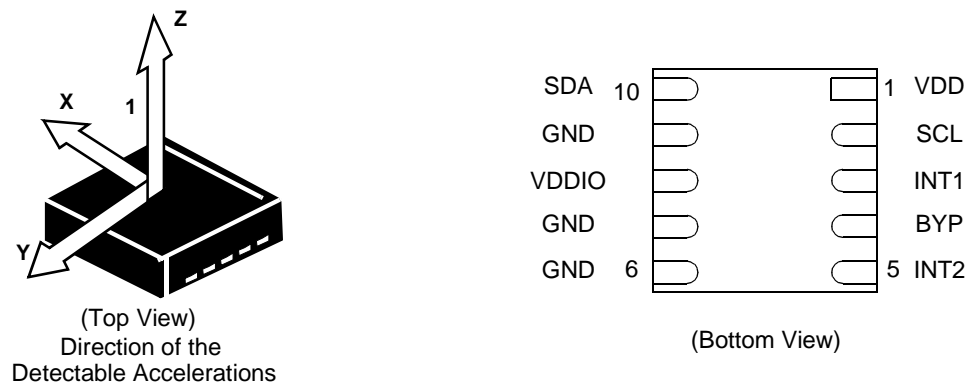 Z
X
1
Y
(Top View)
Direction of the
Detectable Accelerations
SDA 10 1 VDD
GND SCL
VDDIO INT1
GND BYP
GND 6 5 INT2
(Bottom View)